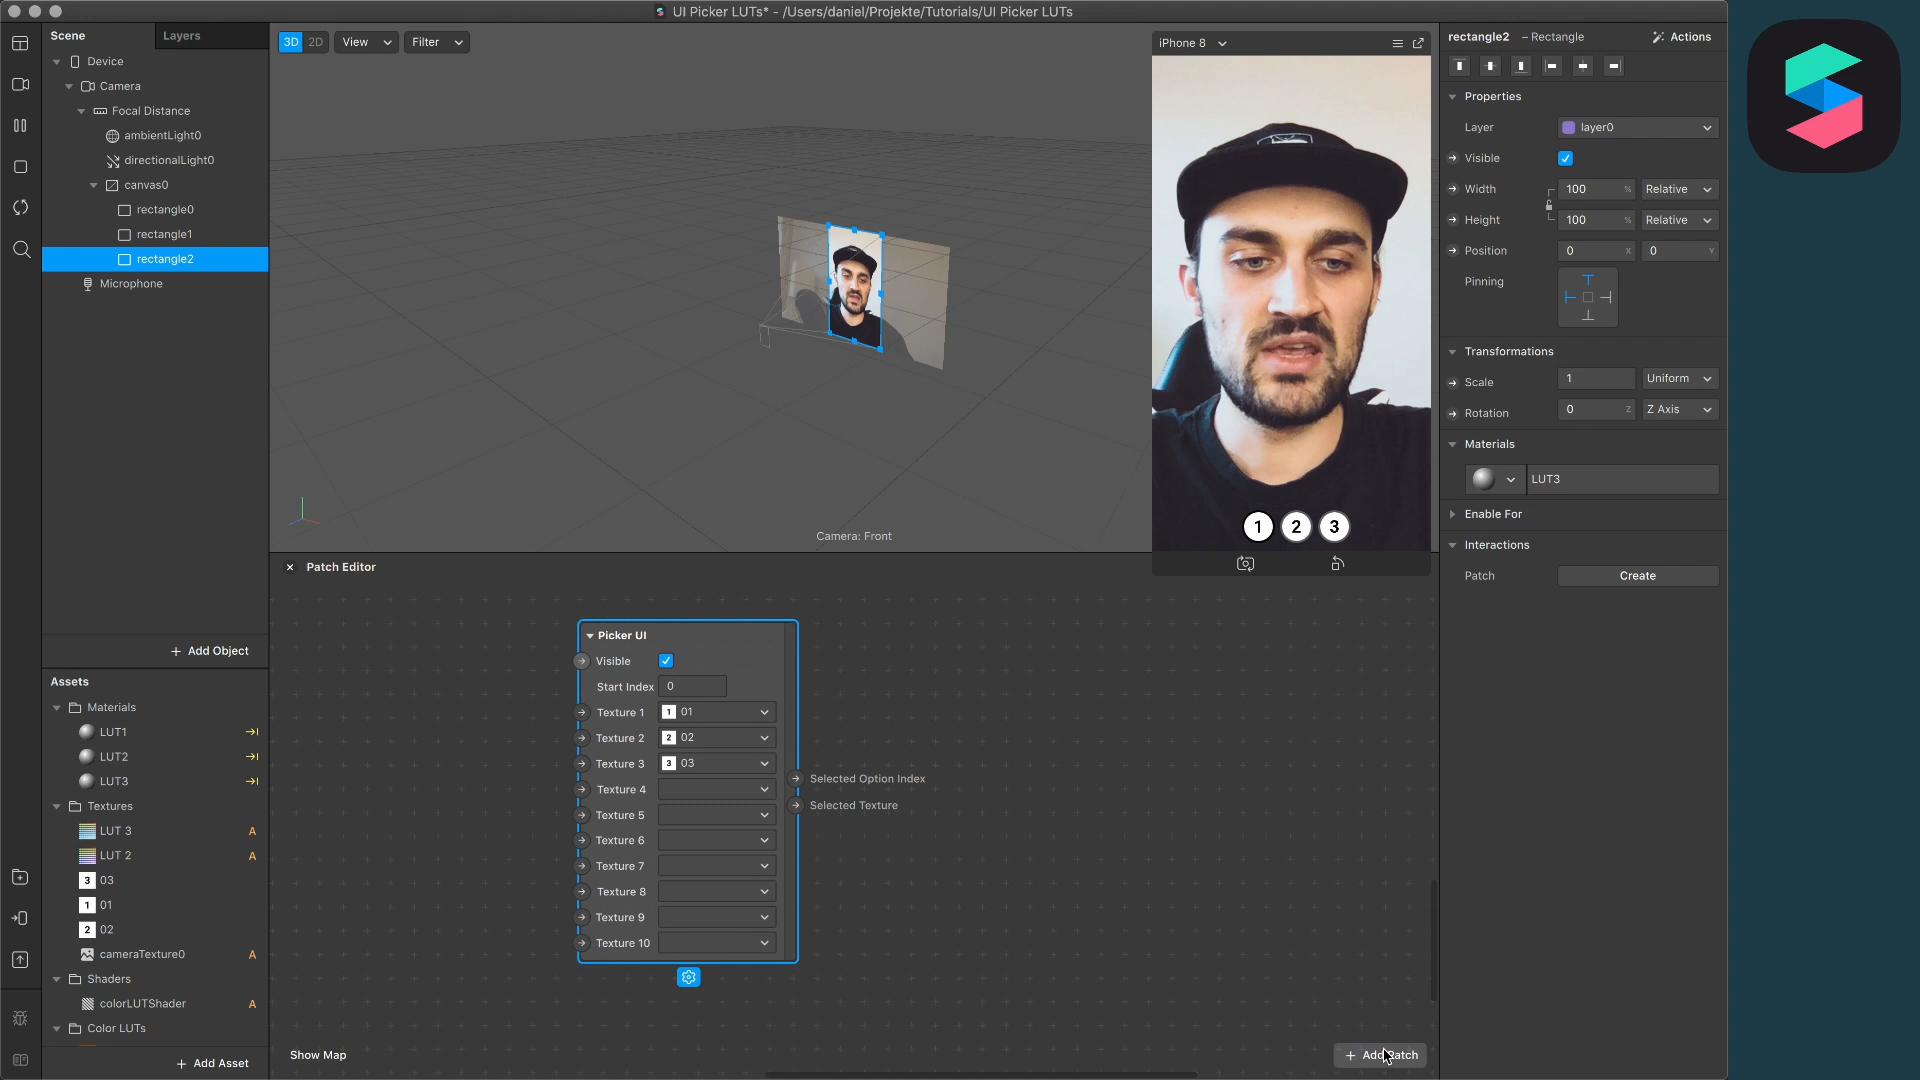 UI Picker LUTs* - /Users/daniel/Projekte/Tutorials/UI Picker LUTs
Scene
Layers
Device
Camera
Focal Distance
ambientLight0
directionalLight0
canvas0
rectangle0
rectangle1
rectangle2
Microphone
+ Add Object
Assets
Materials
LUT1
LUT2
LUT3
Textures
LUT 3 A
LUT 2 A
3 03
1 01
2 02
cameraTexture0 A
Shaders
colorLUTShader A
Color LUTs
+ Add Asset
3D 2D
View
Filter
Camera: Front
iPhone 8
1 2 3
Patch Editor
Picker UI
Visible
Start Index 0
Texture 1 1 01
Texture 2 2 02
Texture 3 3 03
Texture 4
Texture 5
Texture 6
Texture 7
Texture 8
Texture 9
Texture 10
Selected Option Index
Selected Texture
Show Map
+ Add Patch
rectangle2 – Rectangle
Actions
Properties
Layer layer0
Visible
Width 100 % Relative
Height 100 % Relative
Position 0 X 0 Y
Pinning
Transformations
Scale 1 Uniform
Rotation 0 Z Z Axis
Materials
LUT3
Enable For
Interactions
Patch Create